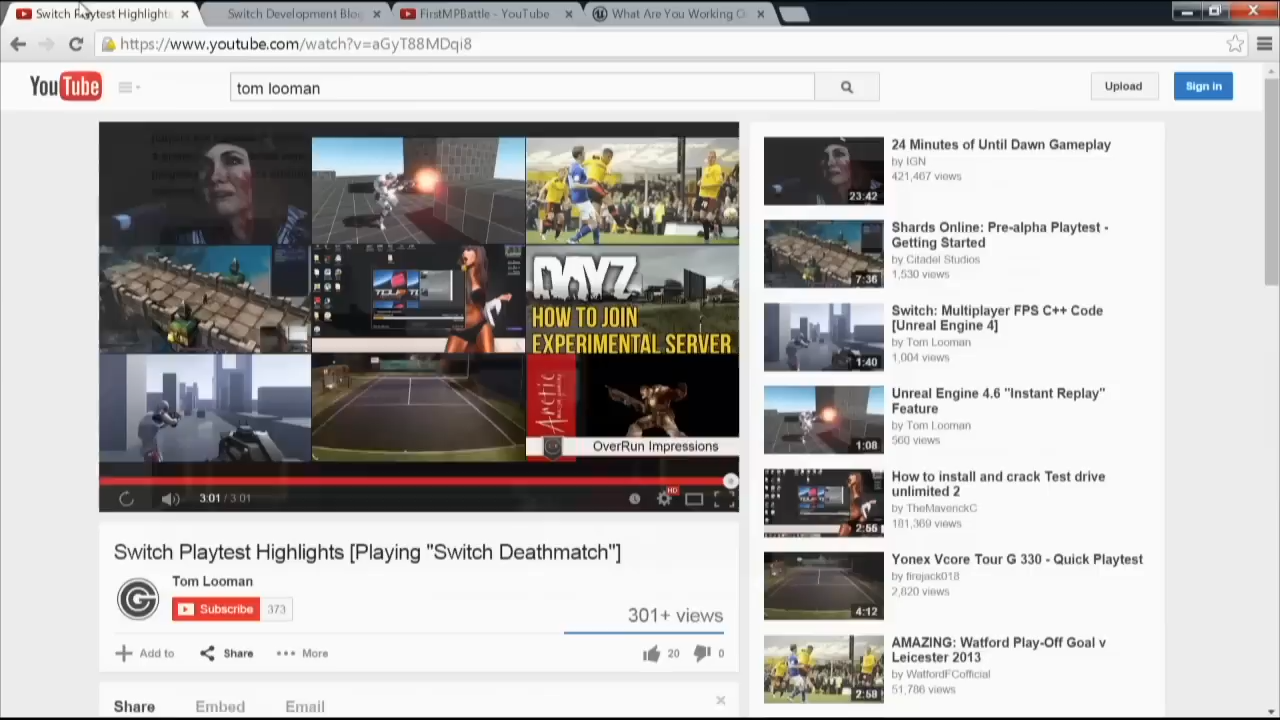 Switch Playtest Highlights
Switch Development Blog
FirstMPBattle - YouTube
What Are You Working O
https://www.youtube.com/watch?v=aGyT88MDqi8
YouTube
tom looman
Upload
Sign in
DAYZ
HOW TO JOIN
EXPERIMENTAL SERVER
Arctic
OverRun Impressions
3:01 / 3:01
HD
Switch Playtest Highlights [Playing "Switch Deathmatch"]
Tom Looman
Subscribe 373
301+ views
Add to
Share
More
20
0
Share
Embed
Email
23:42
24 Minutes of Until Dawn Gameplay
by IGN
421,467 views
7:36
Shards Online: Pre-alpha Playtest -
Getting Started
by Citadel Studios
1,530 views
1:40
Switch: Multiplayer FPS C++ Code
[Unreal Engine 4]
by Tom Looman
1,004 views
1:08
Unreal Engine 4.6 "Instant Replay"
Feature
by Tom Looman
560 views
2:56
How to install and crack Test drive
unlimited 2
by TheMaverickC
181,369 views
4:12
Yonex Vcore Tour G 330 - Quick Playtest
by firejack018
2,820 views
2:58
AMAZING: Watford Play-Off Goal v
Leicester 2013
by WatfordFCofficial
51,786 views